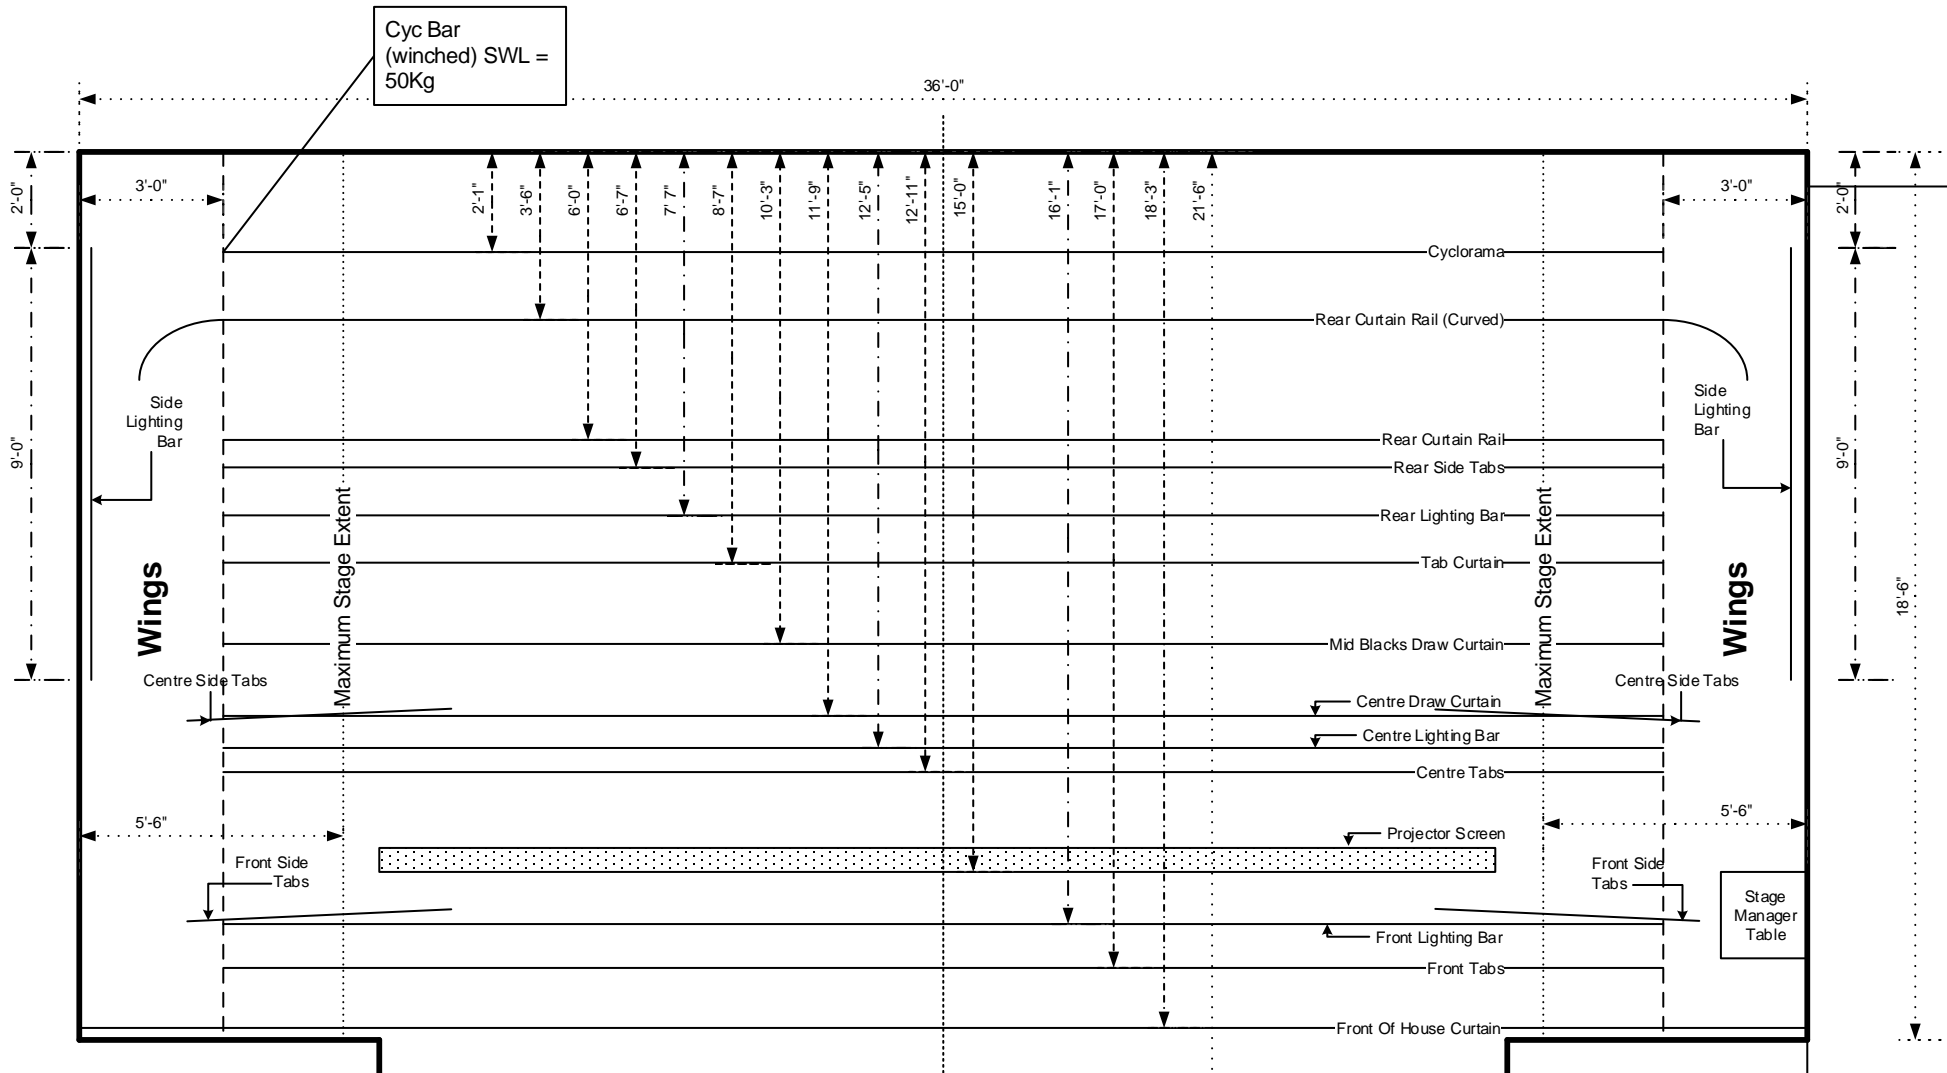 Cyc Bar
(winched) SWL =
50Kg
36'-0"
2'-0"
3'-0"
2'-1"
3'-6"
6'-0"
6'-7"
7' 7"
8'-7"
10'-3"
11'-9"
12'-5"
12'-11"
15'-0"
16'-1"
17'-0"
18'-3"
21'-6"
3'-0"
2'-0"
Cyclorama
Rear Curtain Rail (Curved)
Side
Lighting
Bar
Side
Lighting
Bar
9'-0"
9'-0"
Rear Curtain Rail
Rear Side Tabs
Rear Lighting Bar
Tab Curtain
Wings
Maximum Stage Extent
Maximum Stage Extent
Wings
18'-6"
Mid Blacks Draw Curtain
Centre Side Tabs
Centre Side Tabs
Centre Draw Curtain
Centre Lighting Bar
Centre Tabs
5'-6"
5'-6"
Projector Screen
Front Side
Tabs
Front Side
Tabs
Stage
Manager
Table
Front Lighting Bar
Front Tabs
Front Of House Curtain